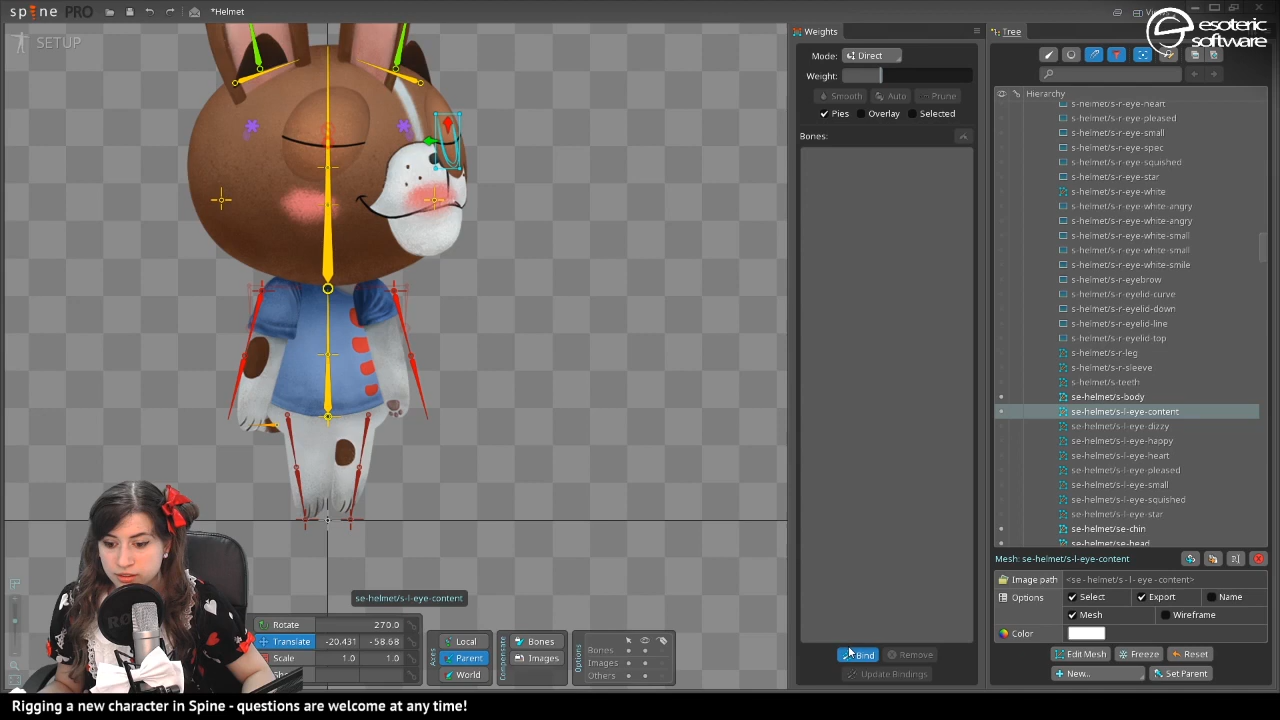 spine PRO
*Helmet
Views
esoteric software
SETUP
Weights
Tree
Mode: Direct
Weight:
Smooth Auto Prune
Pies Overlay Selected
Bones:
Hierarchy
s-helmet/s-r-eye-heart
s-helmet/s-r-eye-pleased
s-helmet/s-r-eye-small
s-helmet/s-r-eye-spec
s-helmet/s-r-eye-squished
s-helmet/s-r-eye-star
s-helmet/s-r-eye-white
s-helmet/s-r-eye-white-angry
s-helmet/s-r-eye-white-angry
s-helmet/s-r-eye-white-small
s-helmet/s-r-eye-white-small
s-helmet/s-r-eye-white-smile
s-helmet/s-r-eyebrow
s-helmet/s-r-eyelid-curve
s-helmet/s-r-eyelid-down
s-helmet/s-r-eyelid-line
s-helmet/s-r-eyelid-top
s-helmet/s-r-leg
s-helmet/s-r-sleeve
s-helmet/s-teeth
se-helmet/s-body
se-helmet/s-l-eye-content
se-helmet/s-l-eye-dizzy
se-helmet/s-l-eye-happy
se-helmet/s-l-eye-heart
se-helmet/s-l-eye-pleased
se-helmet/s-l-eye-small
se-helmet/s-l-eye-squished
se-helmet/s-l-eye-star
se-helmet/se-chin
se-helmet/se-head
Mesh: se-helmet/s-l-eye-content
Image path <se-helmet/s-l-eye-content>
Options Select Export Name
Mesh Wireframe
Color
Edit Mesh Freeze Reset
New... Set Parent
Bind Remove
Update Bindings
se-helmet/s-l-eye-content
Rotate 270.0
Translate -20.431 -58.68
Scale 1.0 1.0
Axes
Local
Parent
World
Compensate
Bones
Images
Options
Bones:
Images:
Others:
Rigging a new character in Spine - questions are welcome at any time!